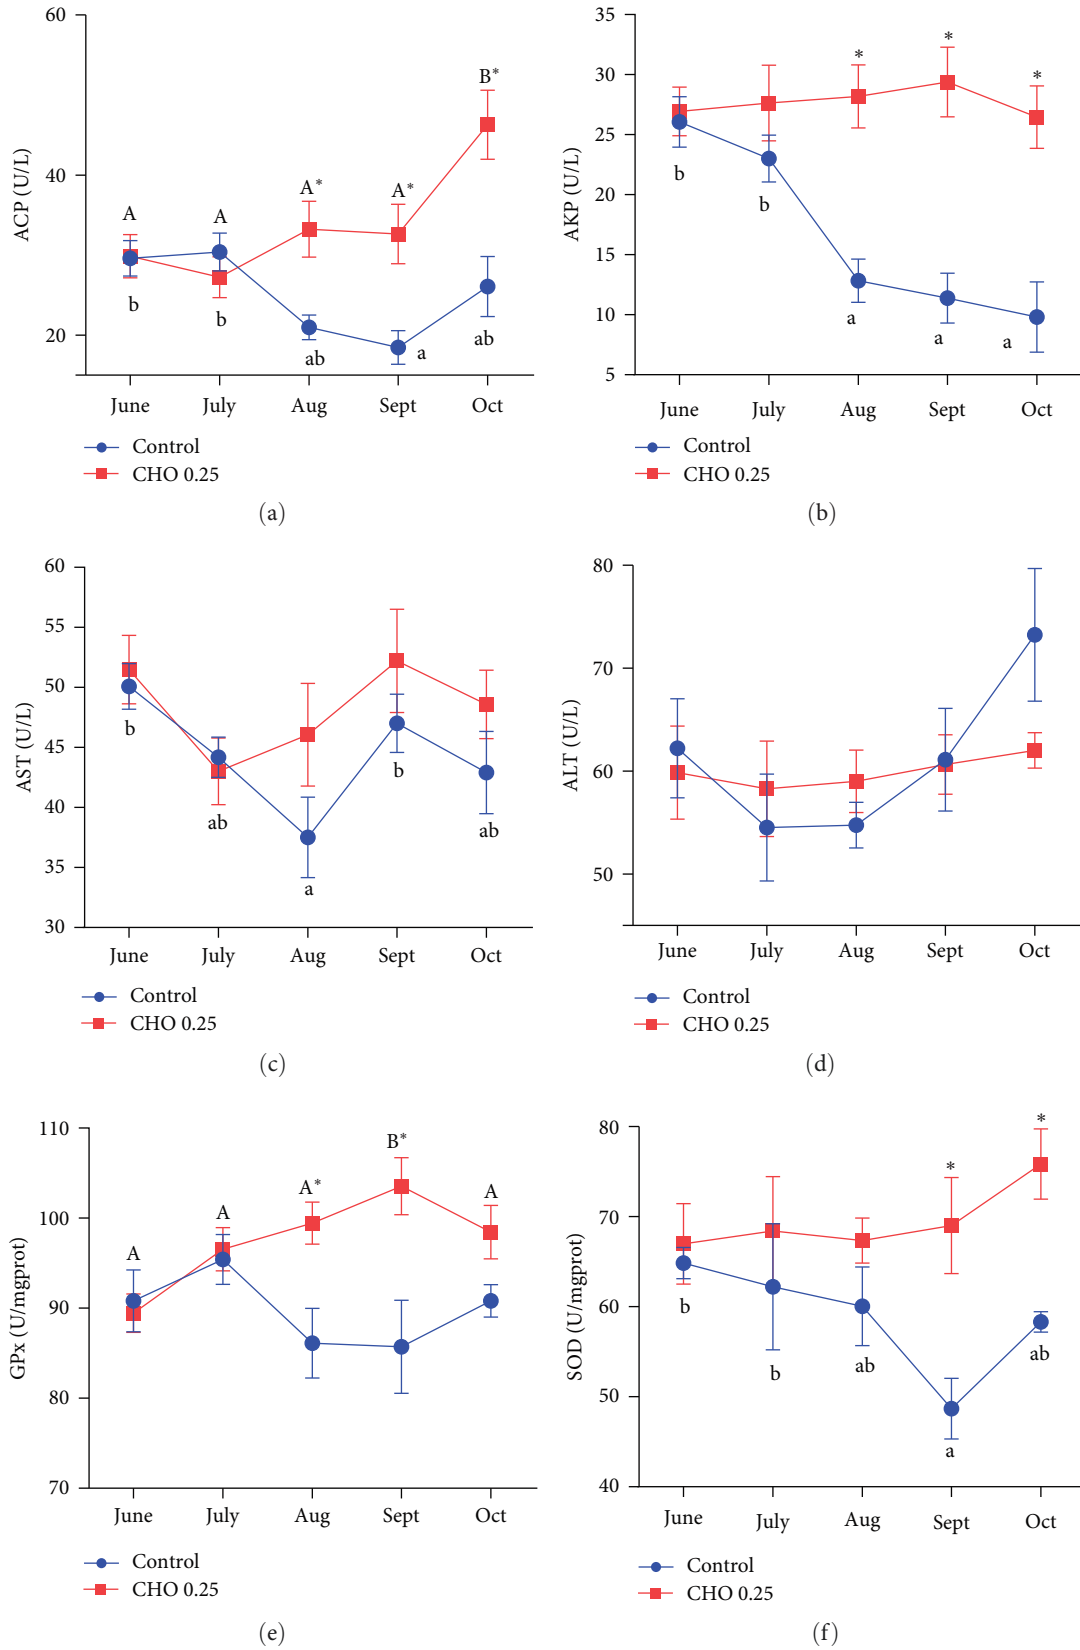 60
40
20
ACP (U/L)
A
A
A*
A*
B*
b
b
ab
a
ab
June
July
Aug
Sept
Oct
Control
CHO 0.25
(a)
35
30
25
20
15
10
5
AKP (U/L)
*
*
*
b
b
a
a
a
June
July
Aug
Sept
Oct
Control
CHO 0.25
(b)
60
55
50
45
40
35
30
AST (U/L)
b
ab
a
b
ab
June
July
Aug
Sept
Oct
Control
CHO 0.25
(c)
80
70
60
50
ALT (U/L)
June
July
Aug
Sept
Oct
Control
CHO 0.25
(d)
110
100
90
80
70
GPx (U/mgprot)
A
A
A*
B*
A
June
July
Aug
Sept
Oct
Control
CHO 0.25
(e)
80
70
60
50
40
SOD (U/mgprot)
*
*
b
b
ab
a
ab
June
July
Aug
Sept
Oct
Control
CHO 0.25
(f)